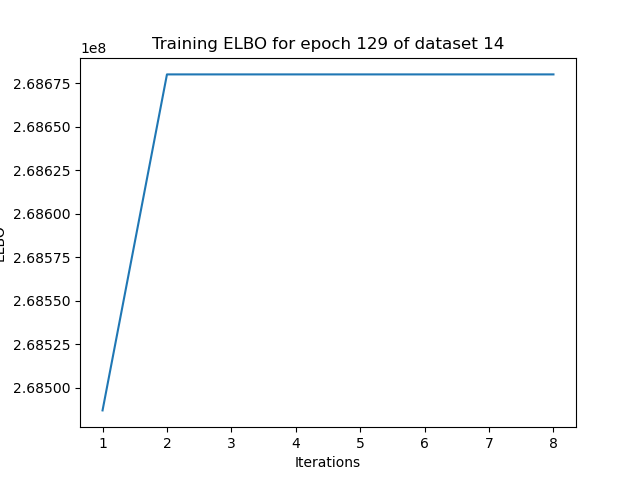 Training ELBO for epoch 129 of dataset 14
1e8
2.68675
2.68650
2.68625
2.68600
2.68575
2.68550
2.68525
2.68500
ELBO
1 2 3 4 5 6 7 8
Iterations